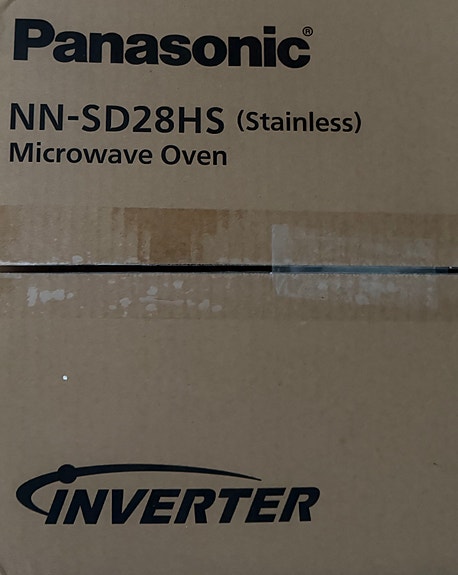 Panasonic®
NN-SD28HS (Stainless)
Microwave Oven
INVERTER